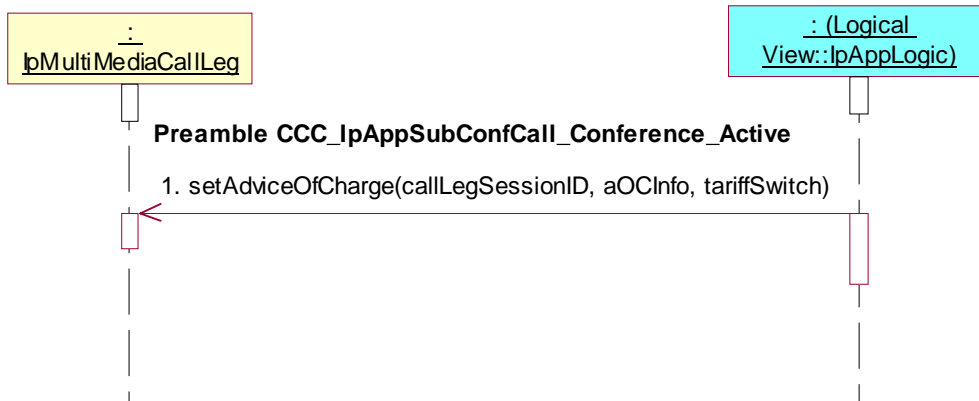 :
IpMultiMediaCallLeg
: (Logical
View::IpAppLogic)
Preamble CCC_IpAppSubConfCall_Conference_Active
1. setAdviceOfCharge(callLegSessionID, aOCInfo, tariffSwitch)